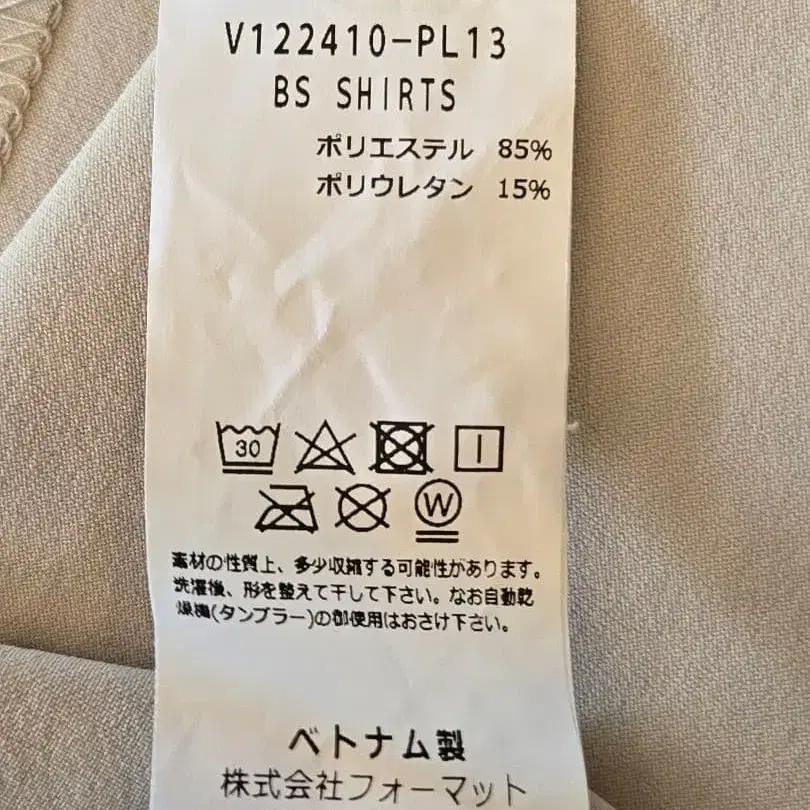 V122410-PL13
BS SHIRTS
ポリエステル 85%
ポリウレタン 15%
30
W
素材の性質上、多少収縮する可能性があります。
洗濯後、形を整えて干して下さい。なお自動乾
燥機(タンブラー)の御使用はおさけ下さい。
ベトナム製
株式会社フォーマット